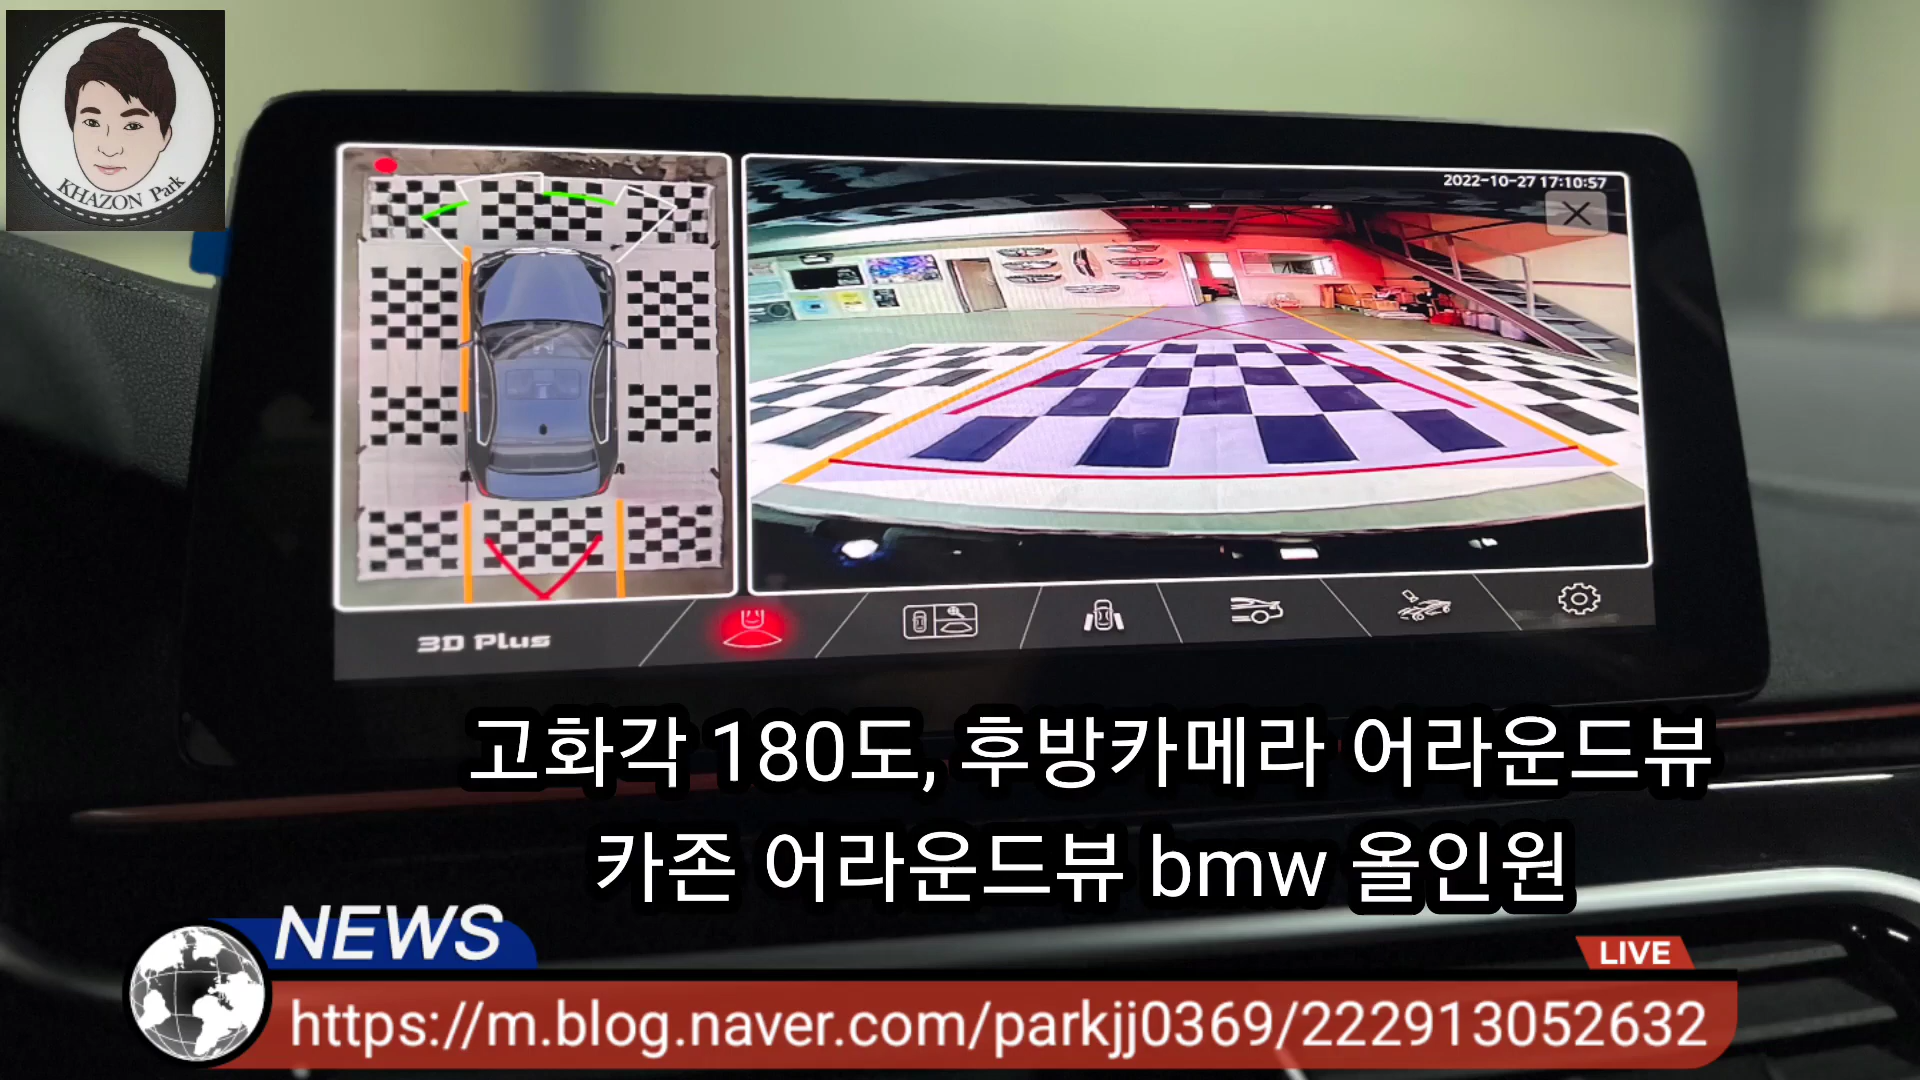 KHAZON Park
2022-10-27 17:10:57
3D Plus
고화각 180도, 후방카메라 어라운드뷰
카존 어라운드뷰 bmw 올인원
NEWS
LIVE
https://m.blog.naver.com/parkjj0369/222913052632